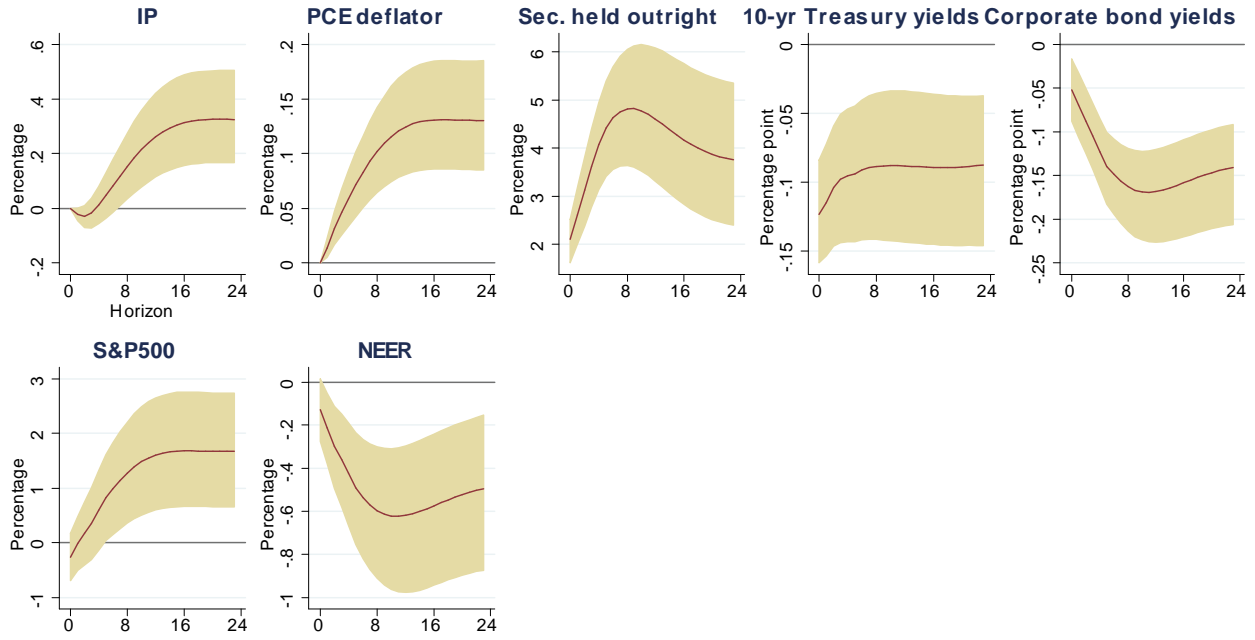 IP
Percentage
.6
.4
.2
0
-.2
0 8 16 24
Horizon
PCE deflator
Percentage
.2
.15
.1
.05
0
0 8 16 24
Sec. held outright
Percentage
6
5
4
3
2
0 8 16 24
10-yr Treasury yields
Percentage point
0
-.05
-.1
-.15
0 8 16 24
Corporate bond yields
Percentage point
0
-.05
-.1
-.15
-.2
-.25
0 8 16 24
S&P500
Percentage
3
2
1
0
-1
0 8 16 24
NEER
Percentage
0
-.2
-.4
-.6
-.8
-1
0 8 16 24